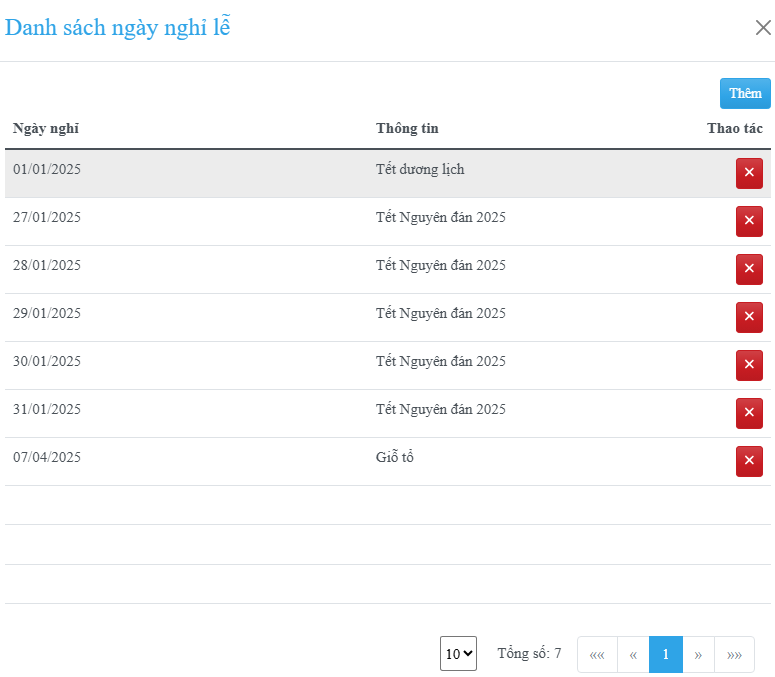 Danh sách ngày nghỉ lễ
Thêm
Ngày nghỉ Thông tin Thao tác
01/01/2025 Tết dương lịch
27/01/2025 Tết Nguyên đán 2025
28/01/2025 Tết Nguyên đán 2025
29/01/2025 Tết Nguyên đán 2025
30/01/2025 Tết Nguyên đán 2025
31/01/2025 Tết Nguyên đán 2025
07/04/2025 Giỗ tổ
10 Tổng số: 7 «« « 1 » »»